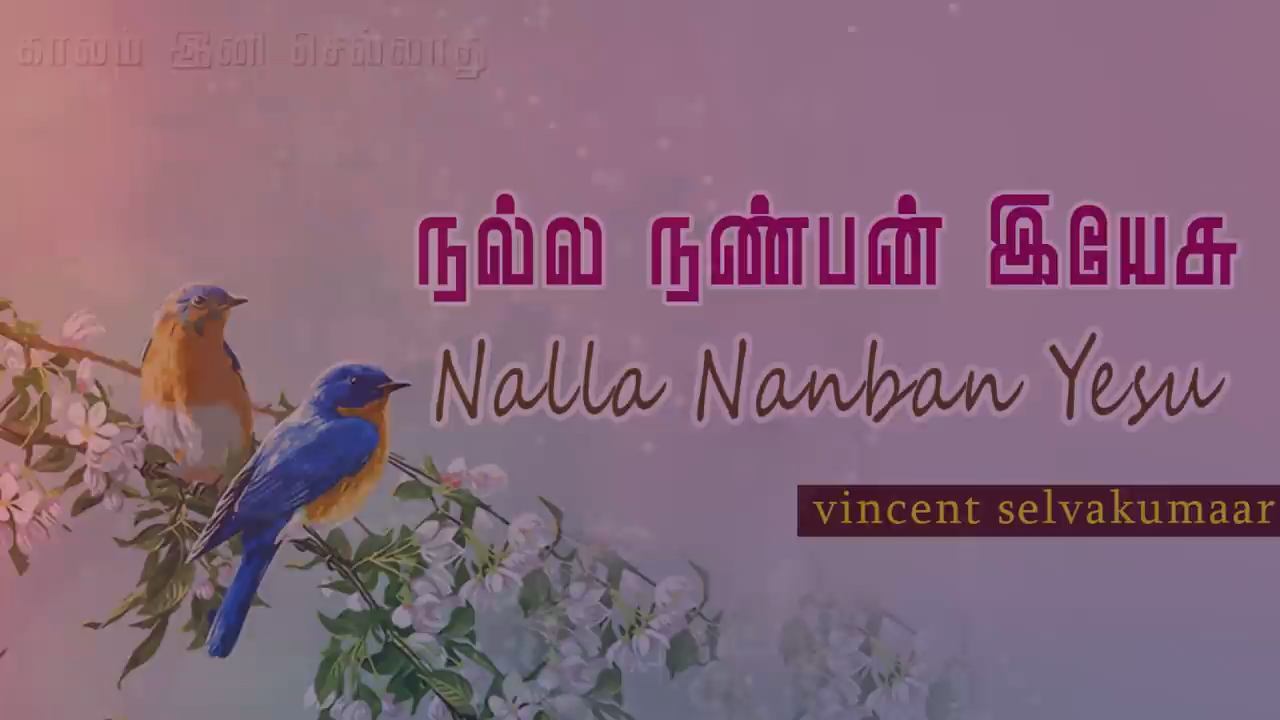 காலம் இனி செல்லாது
நல்ல நண்பன் இயேசு
Nalla Nanban Yesu
vincent selvakumaar